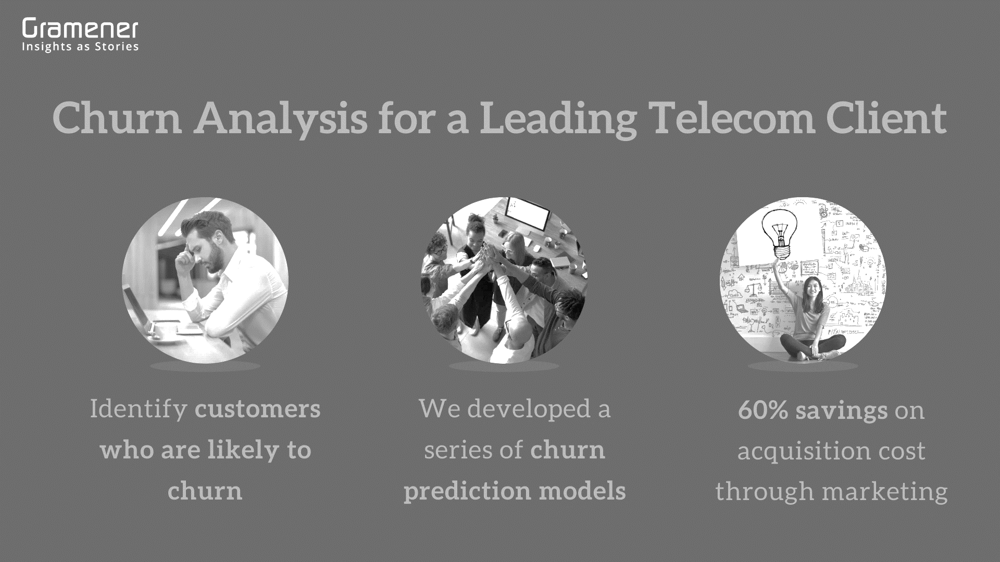 Gramener
Insights as Stories
Churn Analysis for a Leading Telecom Client
Identify customers
who are likely to
churn
We developed a
series of churn
prediction models
60% savings on
acquisition cost
through marketing